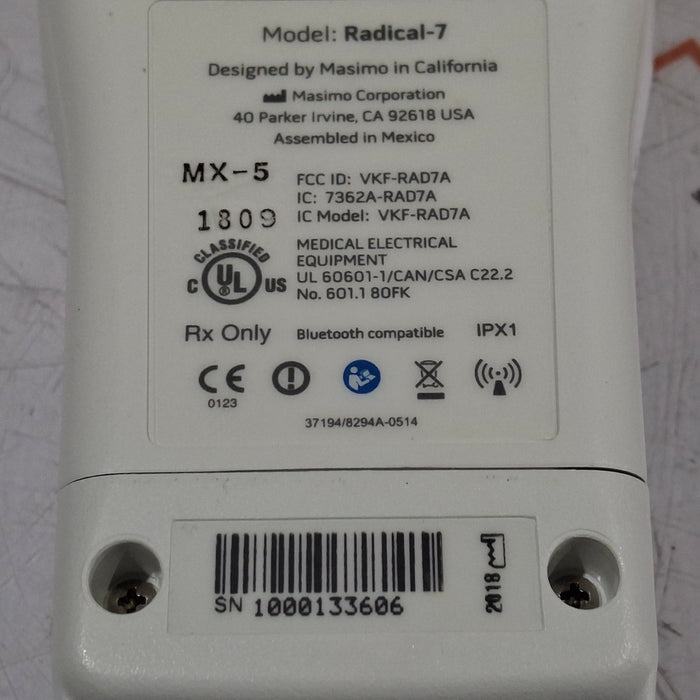 Model: Radical-7
Designed by Masimo in California
Masimo Corporation
40 Parker Irvine, CA 92618 USA
Assembled in Mexico
MX-5
FCC ID: VKF-RAD7A
IC: 7362A-RAD7A
1809
IC Model: VKF-RAD7A
CLASSIFIED
C UL US
®
MEDICAL ELECTRICAL
EQUIPMENT
UL 60601-1/CAN/CSA C22.2
No. 601.1 80FK
Rx Only
Bluetooth compatible
IPX1
CE
0123
37194/8294A-0514
SN 1000133606
2018